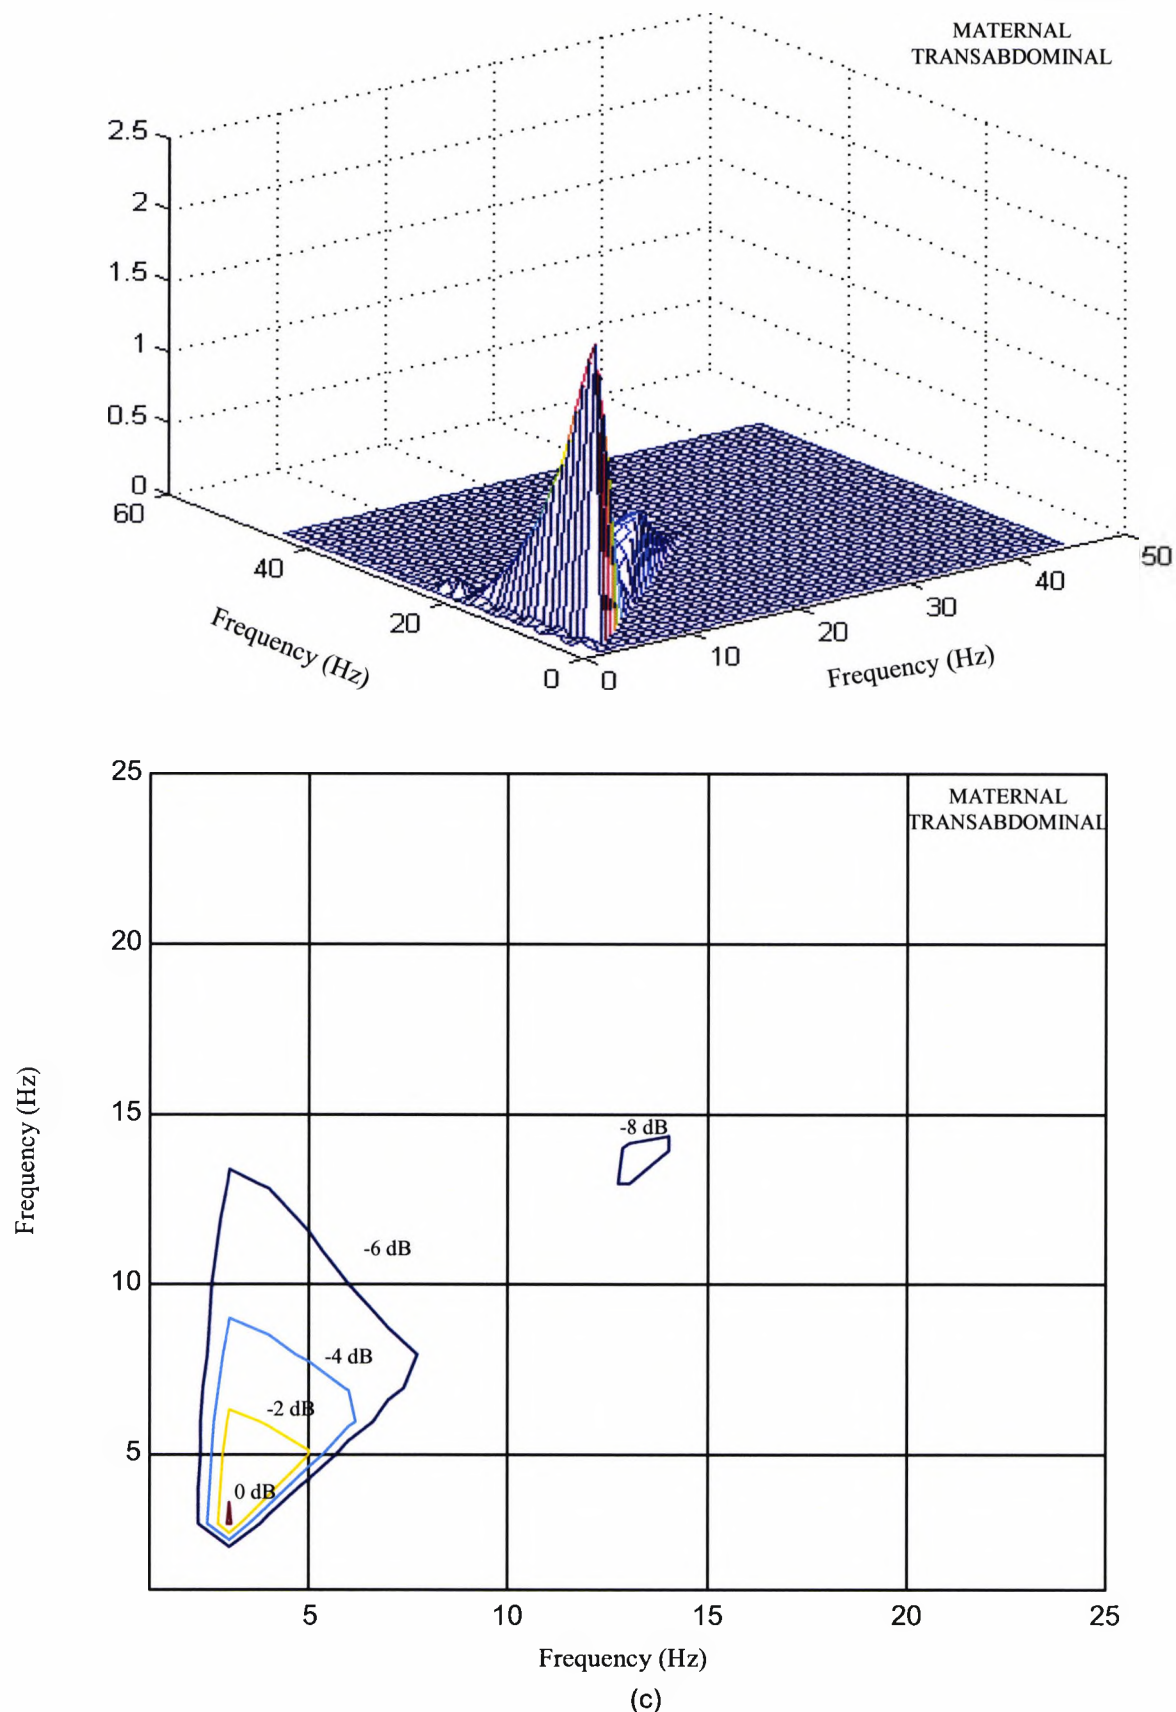 MATERNAL
TRANSABDOMINAL
2.5
2
1.5
1
0.5
0
60
40
20
0
0
10
20
30
40
50
Frequency (Hz)
Frequency (Hz)
MATERNAL
TRANSABDOMINAL
25
20
15
10
5
-8 dB
-6 dB
-4 dB
-2 dB
0 dB
Frequency (Hz)
5
10
15
20
25
Frequency (Hz)
(c)